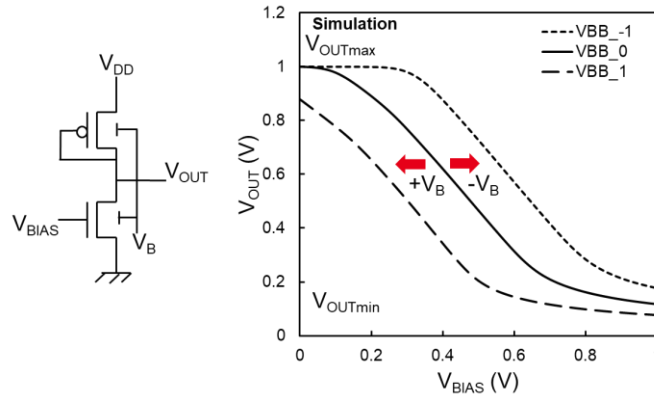 V_DD
V_OUT
V_BIAS
V_B
Simulation
V_OUTmax
VBB_-1
VBB_0
VBB_1
+V_B
-V_B
V_OUTmin
V_OUT (V)
1.2
1
0.8
0.6
0.4
0.2
0
0
0.2
0.4
0.6
0.8
V_BIAS (V)